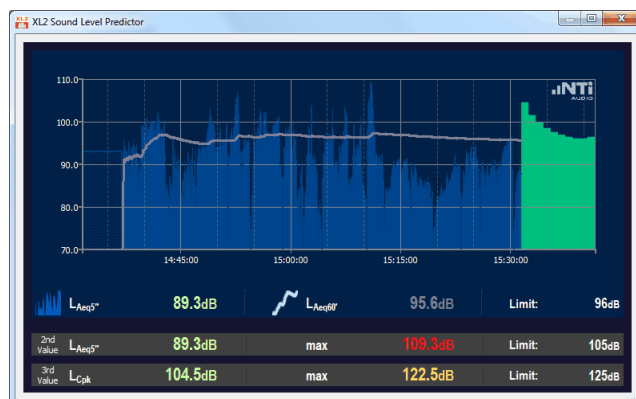 XL2 Sound Level Predictor
NTi
AUDIO
110.0
100.0
90.0
80.0
70.0
14:45:00 15:00:00 15:15:00 15:30:00
LAeq5" 89.3dB LAeq60' 95.6dB Limit: 96dB
2nd Value LAeq5" 89.3dB max 109.3dB Limit: 105dB
3rd Value LCpk 104.5dB max 122.5dB Limit: 125dB